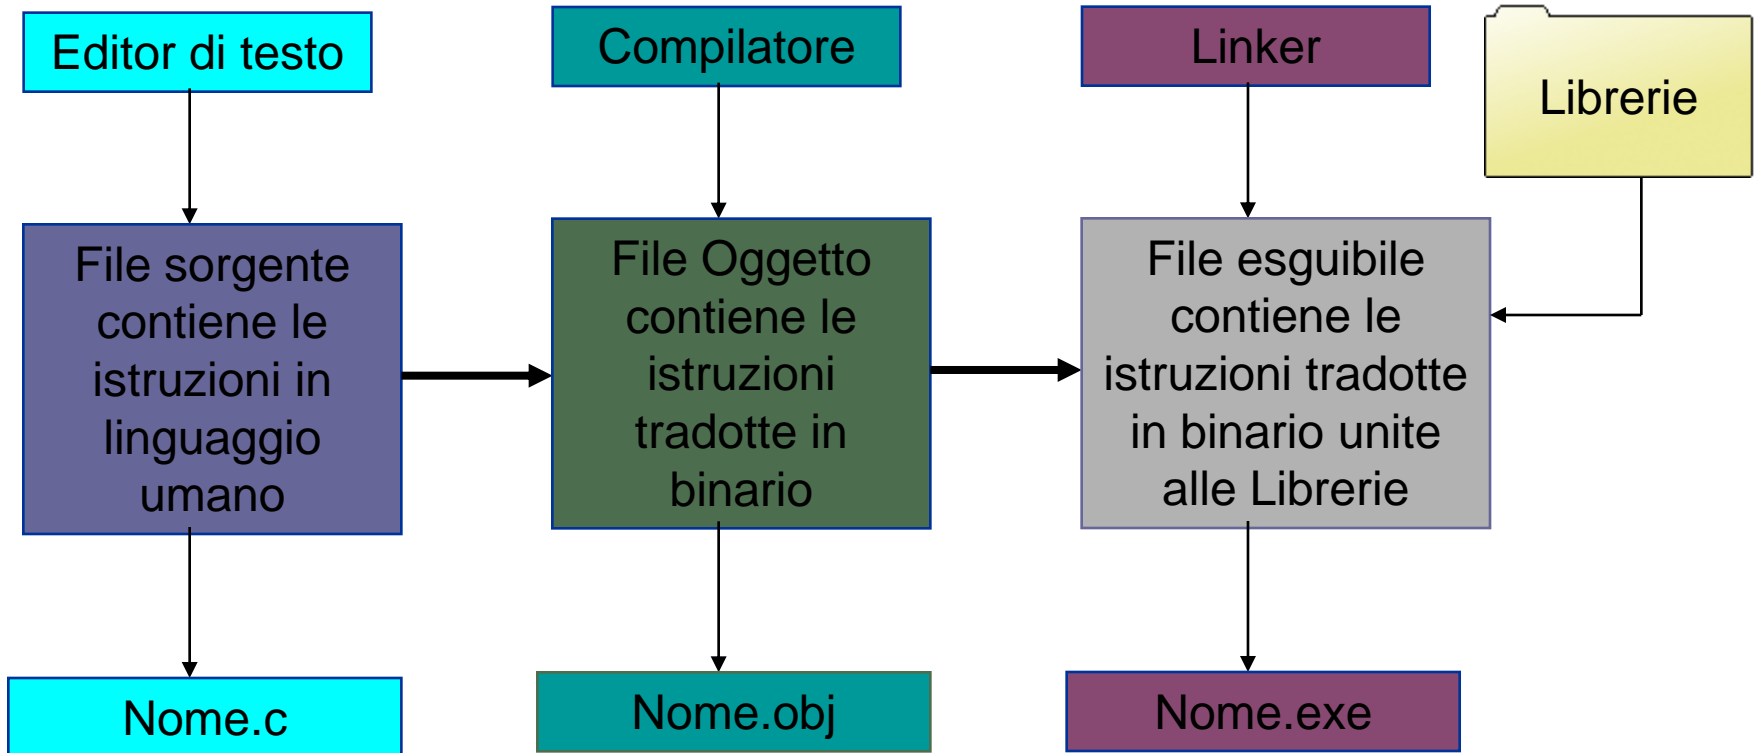 Editor di testo
Compilatore
Linker
Librerie
File sorgente
contiene le
istruzioni in
linguaggio
umano
File Oggetto
contiene le
istruzioni
tradotte in
binario
File esguibile
contiene le
istruzioni tradotte
in binario unite
alle Librerie
Nome.c
Nome.obj
Nome.exe